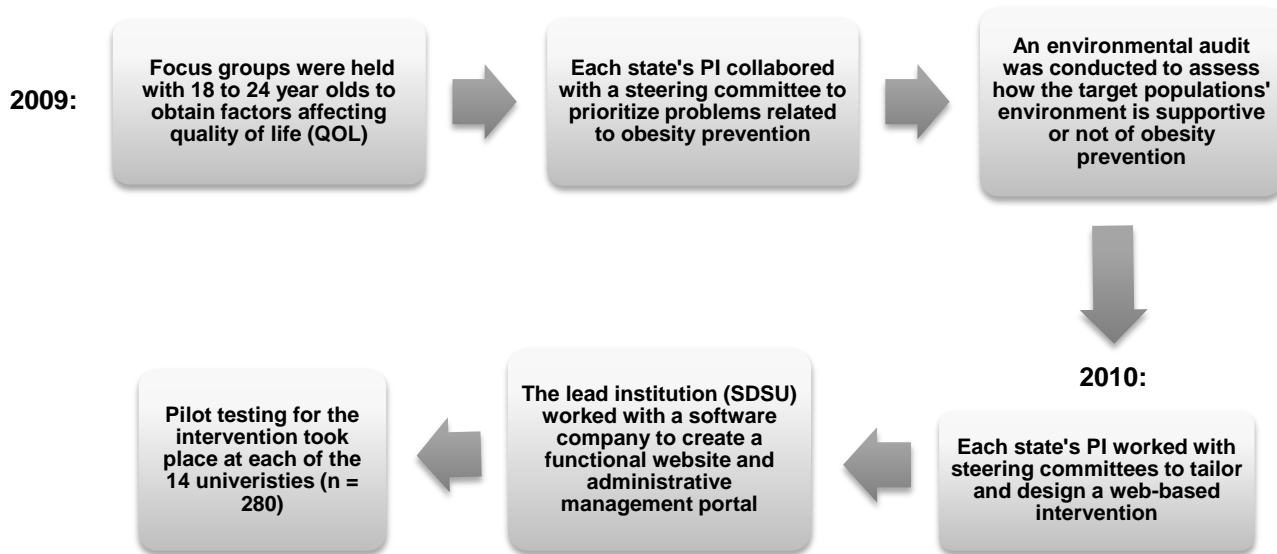 2009:
Focus groups were held
with 18 to 24 year olds to
obtain factors affecting
quality of life (QOL)
Each state's PI collabored
with a steering committee to
prioritize problems related
to obesity prevention
An environmental audit
was conducted to assess
how the target populations'
environment is supportive
or not of obesity
prevention
2010:
Each state's PI worked with
steering committees to tailor
and design a web-based
intervention
The lead institution (SDSU)
worked with a software
company to create a
functional website and
administrative
management portal
Pilot testing for the
intervention took
place at each of the
14 univeristies (n =
280)